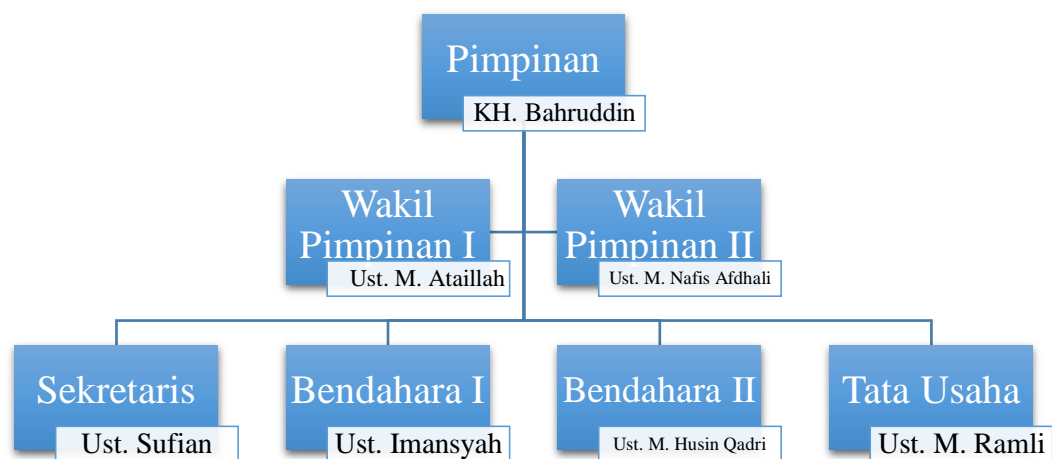 Pimpinan
KH. Bahruddin
Wakil
Pimpinan I
Ust. M. Ataillah
Wakil
Pimpinan II
Ust. M. Nafis Afdhali
Sekretaris
Ust. Sufian
Bendahara I
Ust. Imansyah
Bendahara II
Ust. M. Husin Qadri
Tata Usaha
Ust. M. Ramli